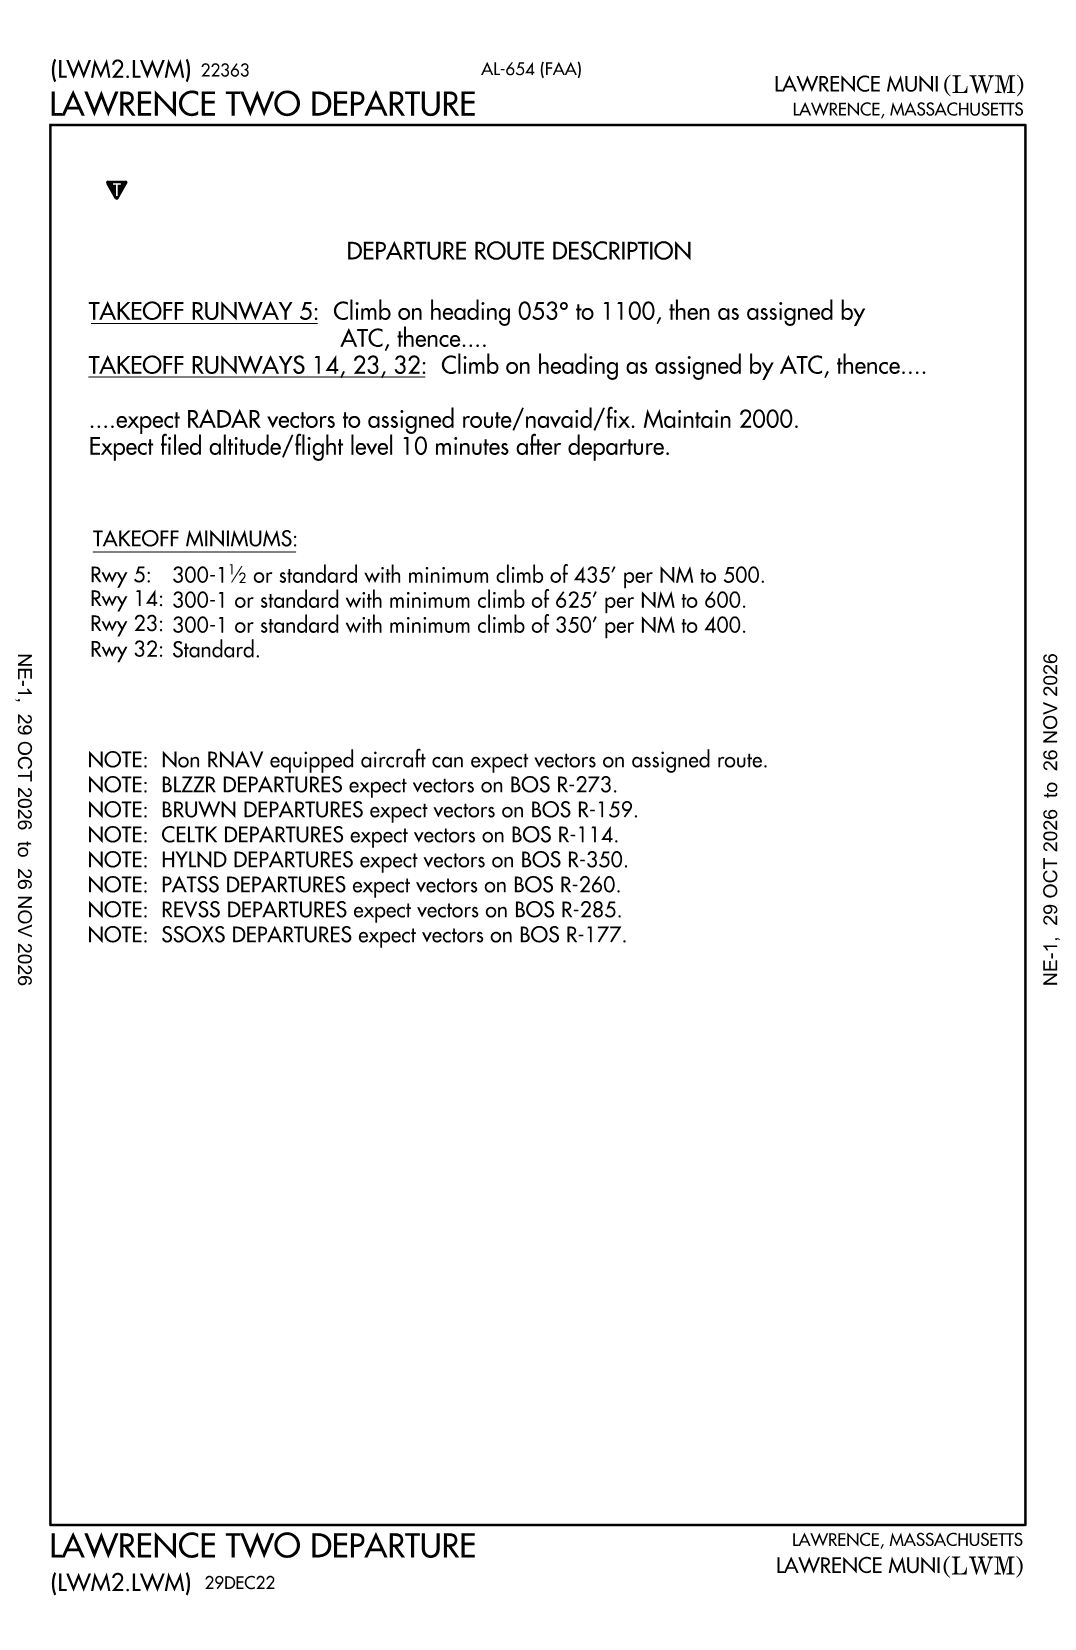 (LWM2.LWM) 22363
AL-654 (FAA)
LAWRENCE MUNI (LWM)
LAWRENCE TWO DEPARTURE
LAWRENCE, MASSACHUSETTS
T
DEPARTURE ROUTE DESCRIPTION
TAKEOFF RUNWAY 5: Climb on heading 053° to 1100, then as assigned by
ATC, thence....
TAKEOFF RUNWAYS 14, 23, 32: Climb on heading as assigned by ATC, thence....
....expect RADAR vectors to assigned route/navaid/fix. Maintain 2000.
Expect filed altitude/flight level 10 minutes after departure.
TAKEOFF MINIMUMS:
Rwy 5: 300-1½ or standard with minimum climb of 435’ per NM to 500.
Rwy 14: 300-1 or standard with minimum climb of 625’ per NM to 600.
Rwy 23: 300-1 or standard with minimum climb of 350’ per NM to 400.
Rwy 32: Standard.
NOTE: Non RNAV equipped aircraft can expect vectors on assigned route.
NOTE: BLZZR DEPARTURES expect vectors on BOS R-273.
NOTE: BRUWN DEPARTURES expect vectors on BOS R-159.
NOTE: CELTK DEPARTURES expect vectors on BOS R-114.
NOTE: HYLND DEPARTURES expect vectors on BOS R-350.
NOTE: PATSS DEPARTURES expect vectors on BOS R-260.
NOTE: REVSS DEPARTURES expect vectors on BOS R-285.
NOTE: SSOXS DEPARTURES expect vectors on BOS R-177.
NE-1, 29 OCT 2026 to 26 NOV 2026
NE-1, 29 OCT 2026 to 26 NOV 2026
LAWRENCE TWO DEPARTURE
LAWRENCE, MASSACHUSETTS
LAWRENCE MUNI (LWM)
(LWM2.LWM) 29DEC22